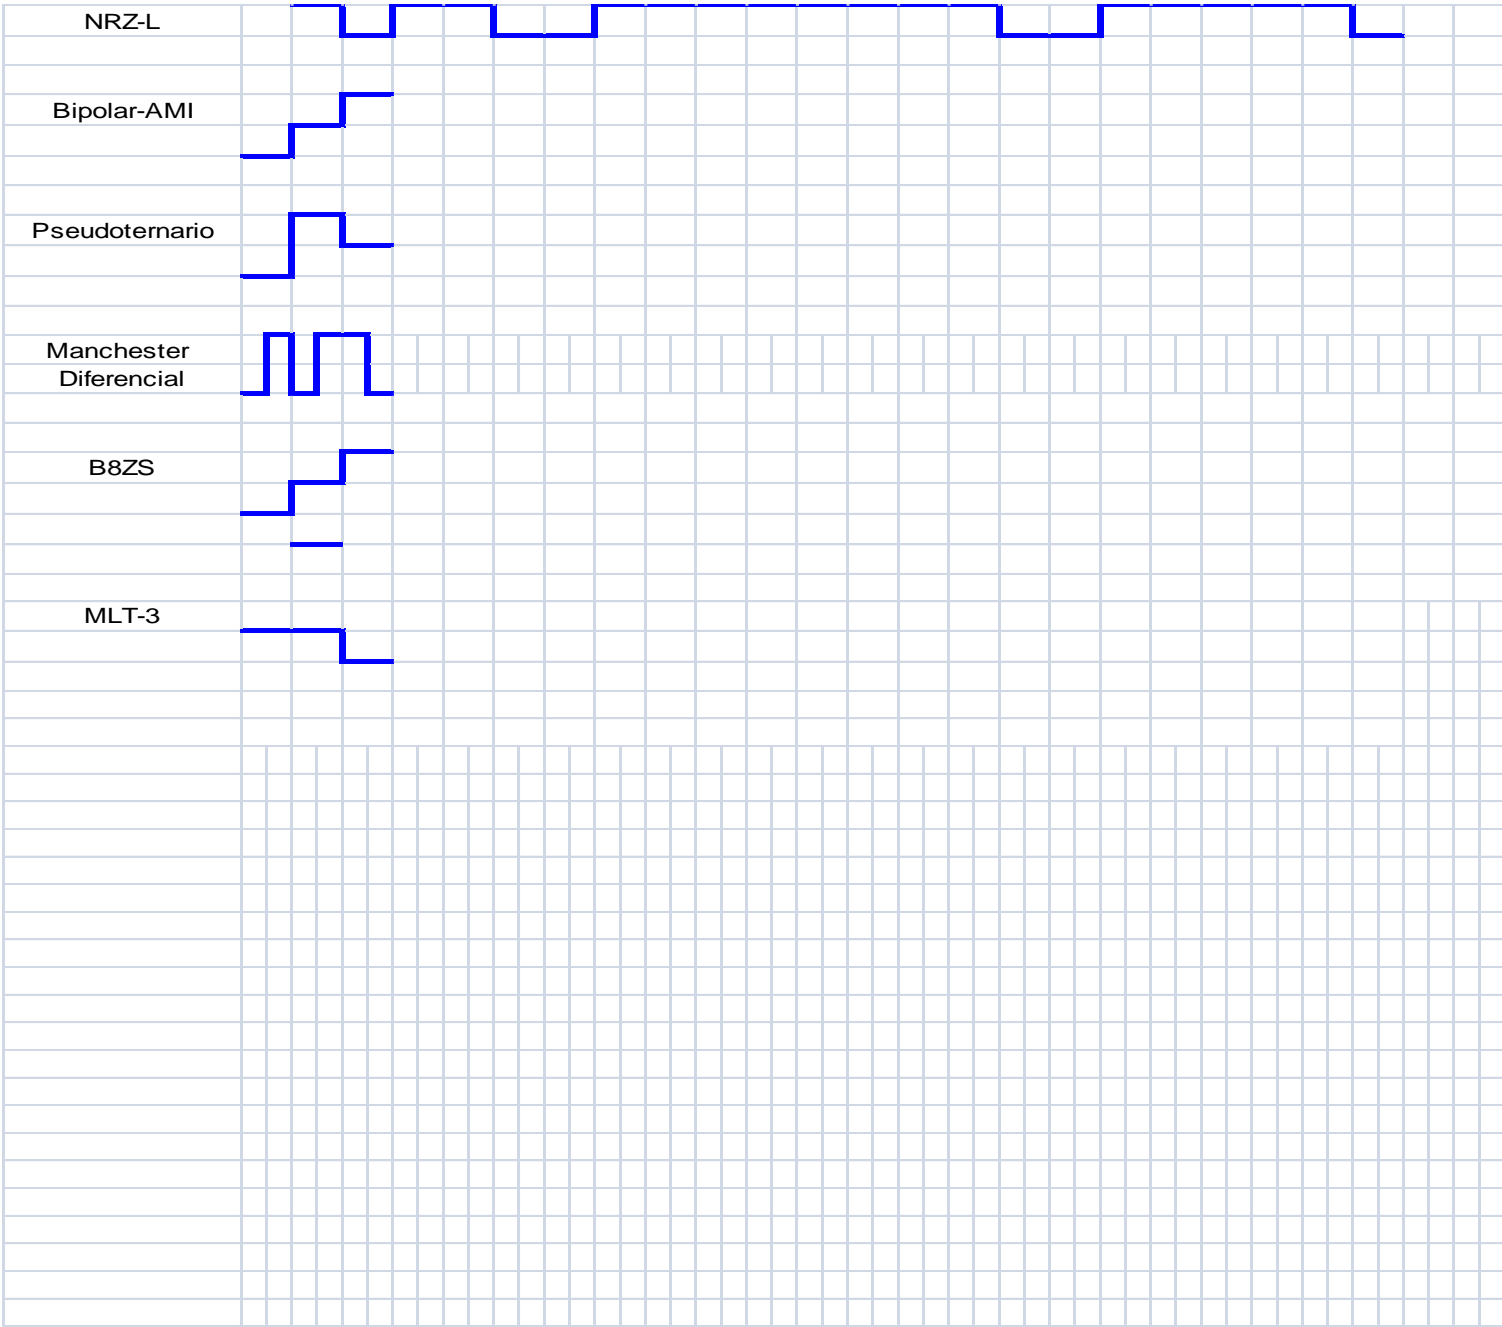 NRZ-L
Bipolar-AMI
Pseudoternario
Manchester
Diferencial
B8ZS
MLT-3